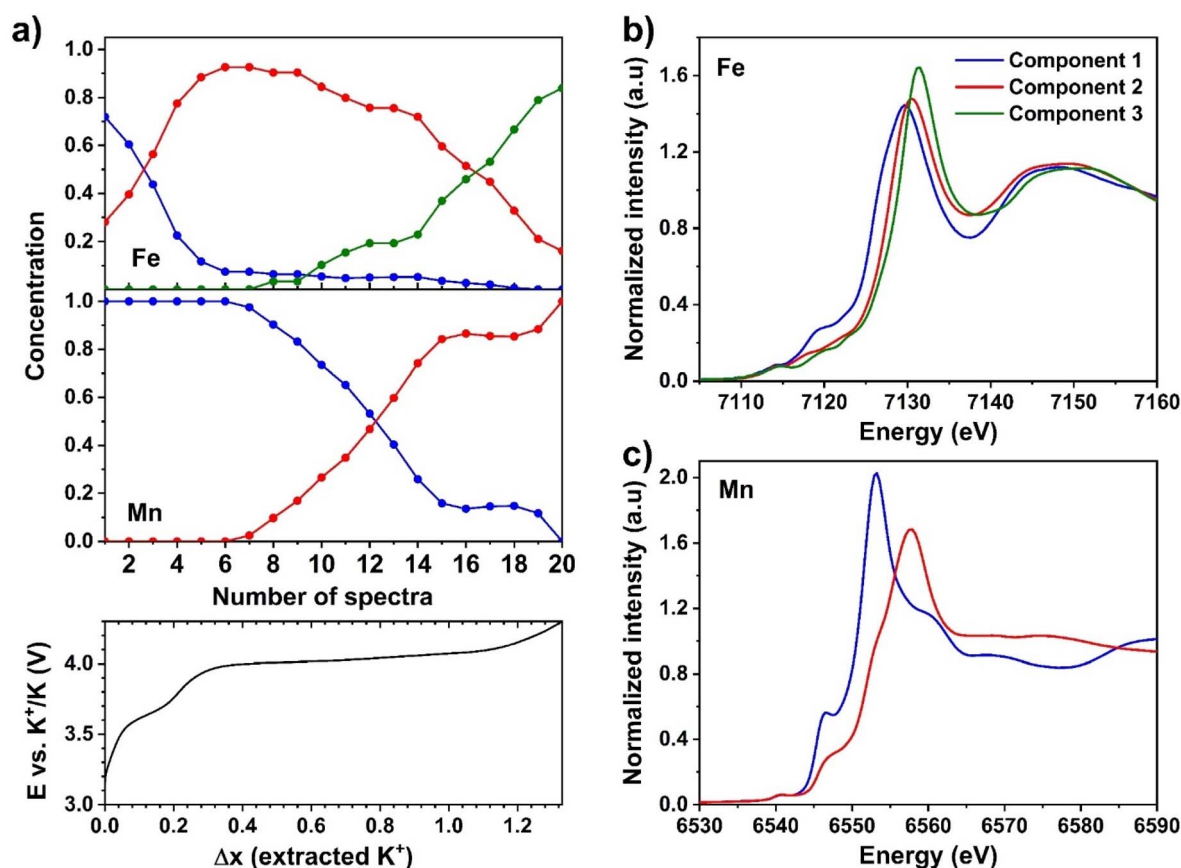 a)
1.0
0.8
0.6
0.4
0.2
Fe
1.0
0.8
0.6
0.4
0.2
0.0
Mn
Concentration
2 4 6 8 10 12 14 16 18 20
Number of spectra
4.0
3.5
3.0
E vs. K⁺/K (V)
0.0 0.2 0.4 0.6 0.8 1.0 1.2
Δx (extracted K⁺)
b)
Fe
Component 1
Component 2
Component 3
1.6
1.2
0.8
0.4
0.0
Normalized intensity (a.u)
7110 7120 7130 7140 7150 7160
Energy (eV)
c)
Mn
2.0
1.6
1.2
0.8
0.4
0.0
Normalized intensity (a.u)
6530 6540 6550 6560 6570 6580 6590
Energy (eV)